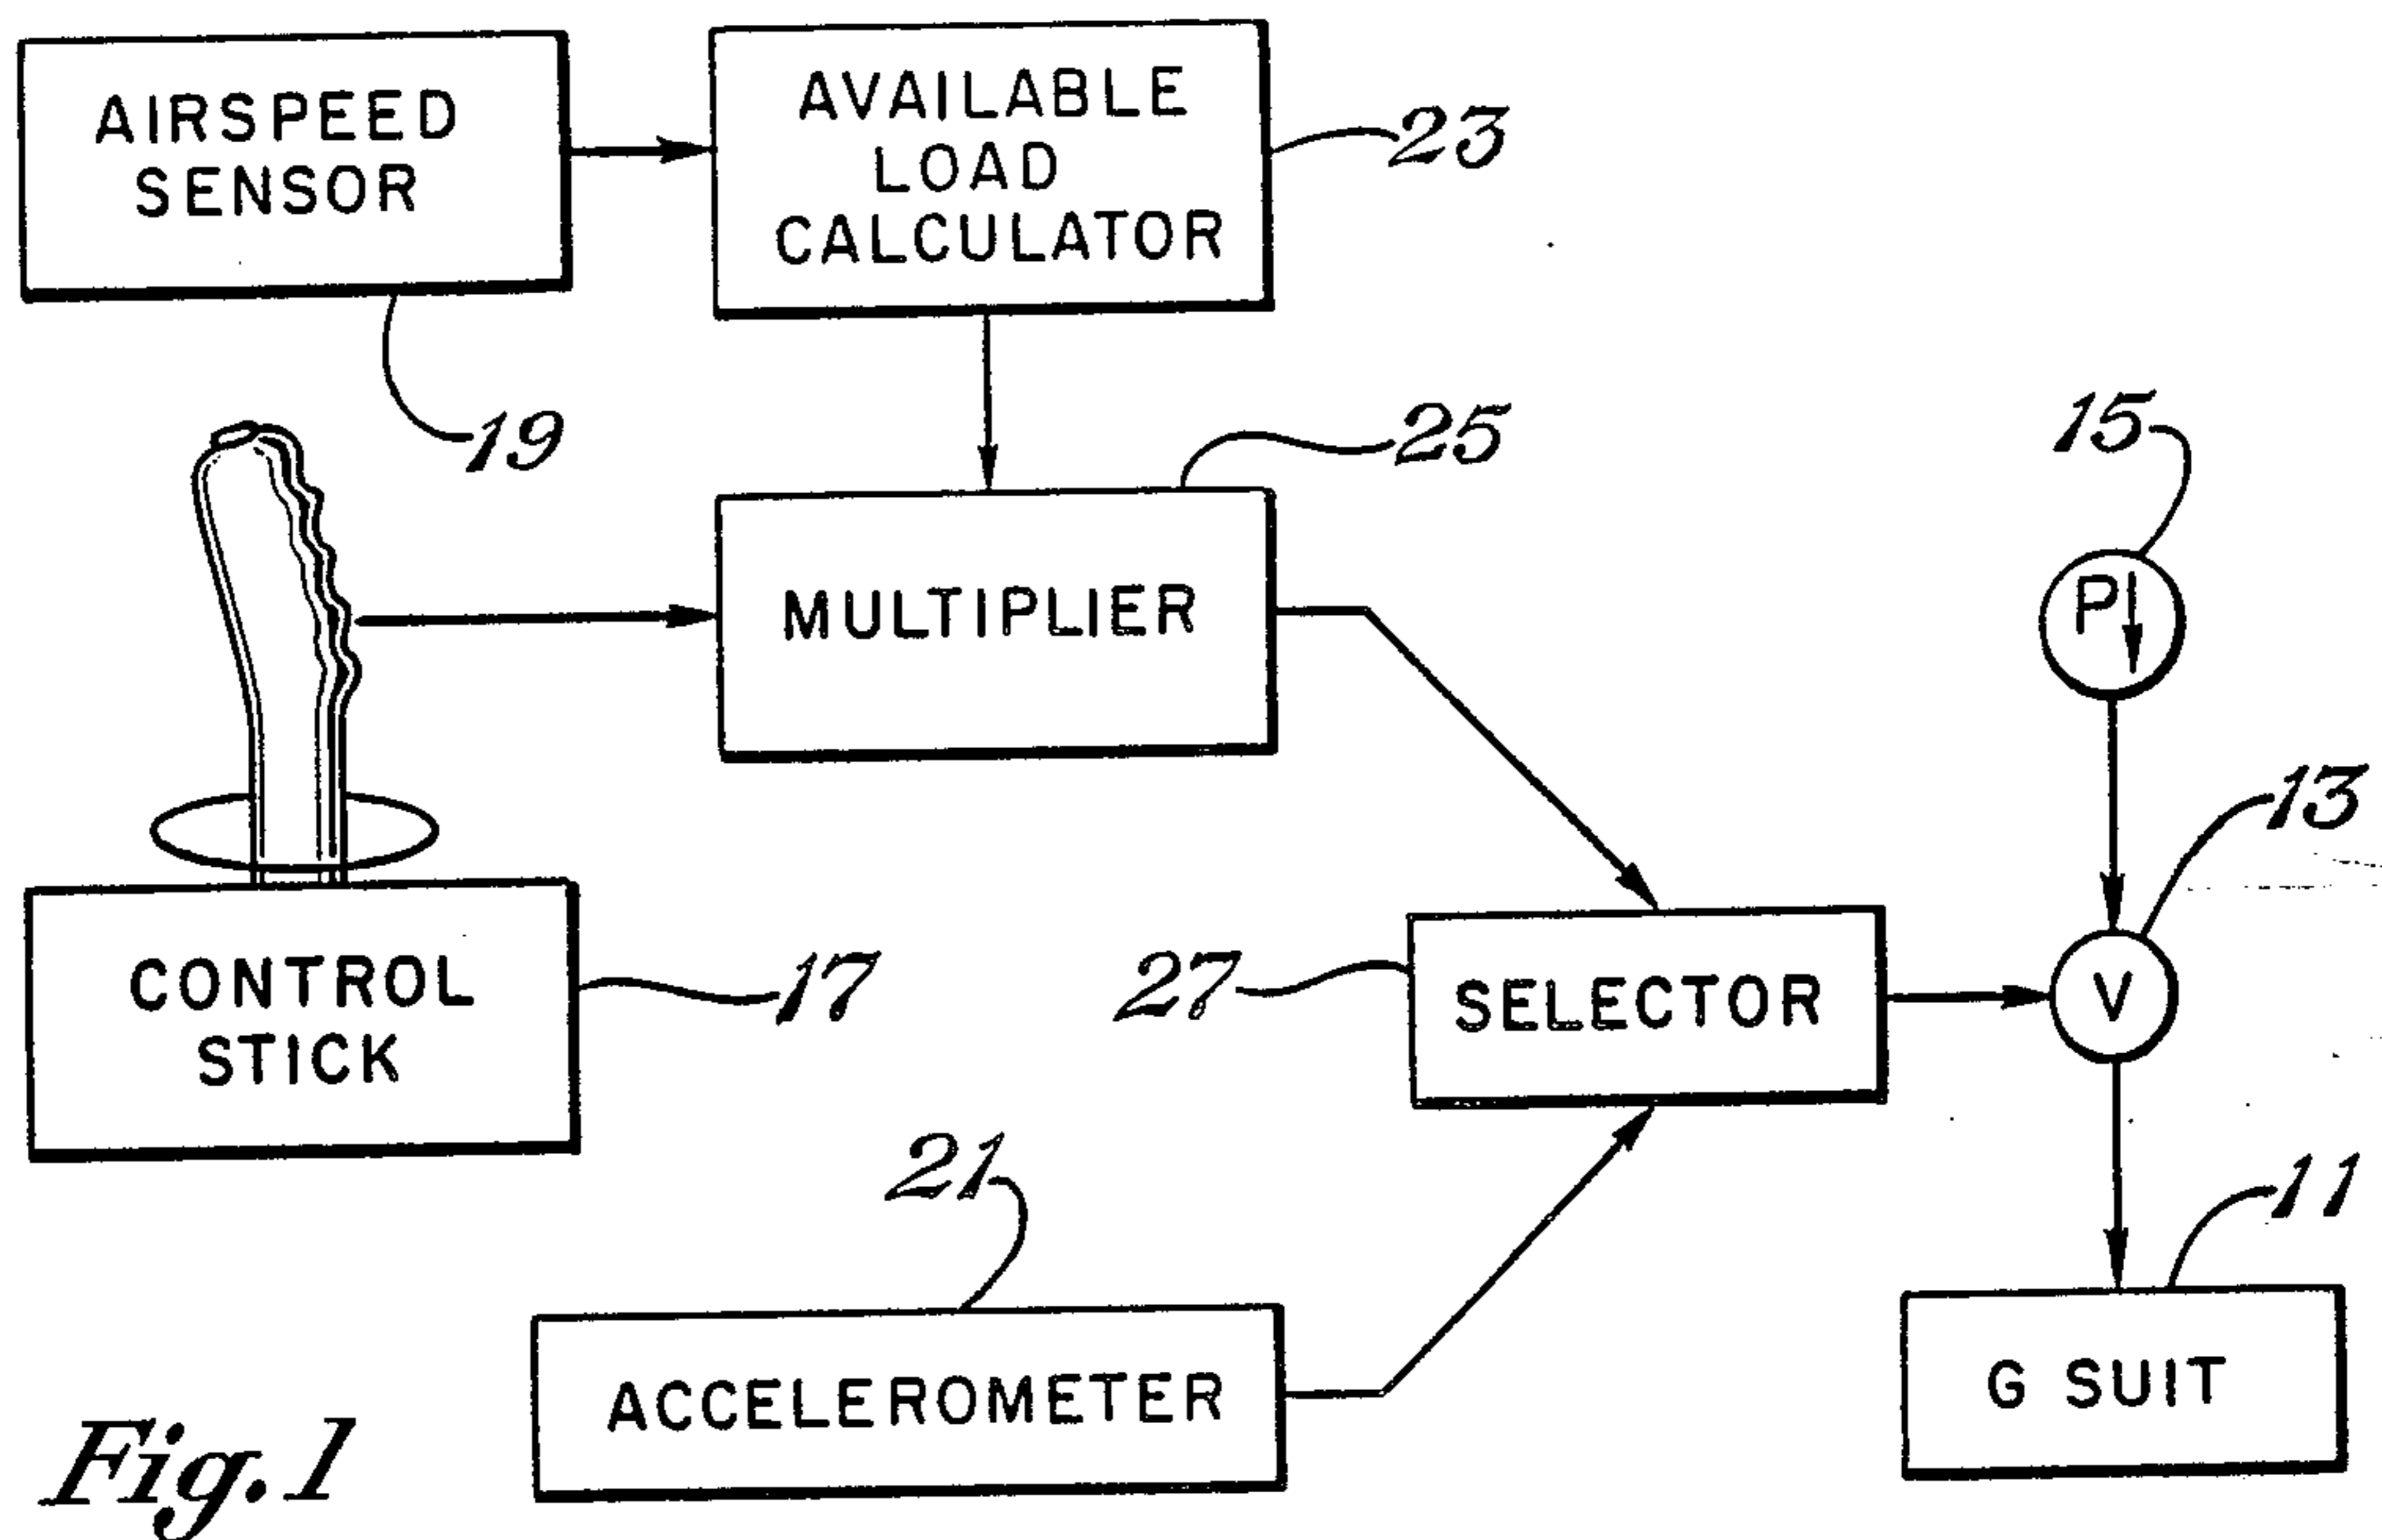 AIRSPEED
SENSOR
AVAILABLE
LOAD
CALCULATOR
23
19
25
15
MULTIPLIER
P
13
CONTROL
STICK
17
27
SELECTOR
V
21
11
ACCELEROMETER
G SUIT
Fig. 1